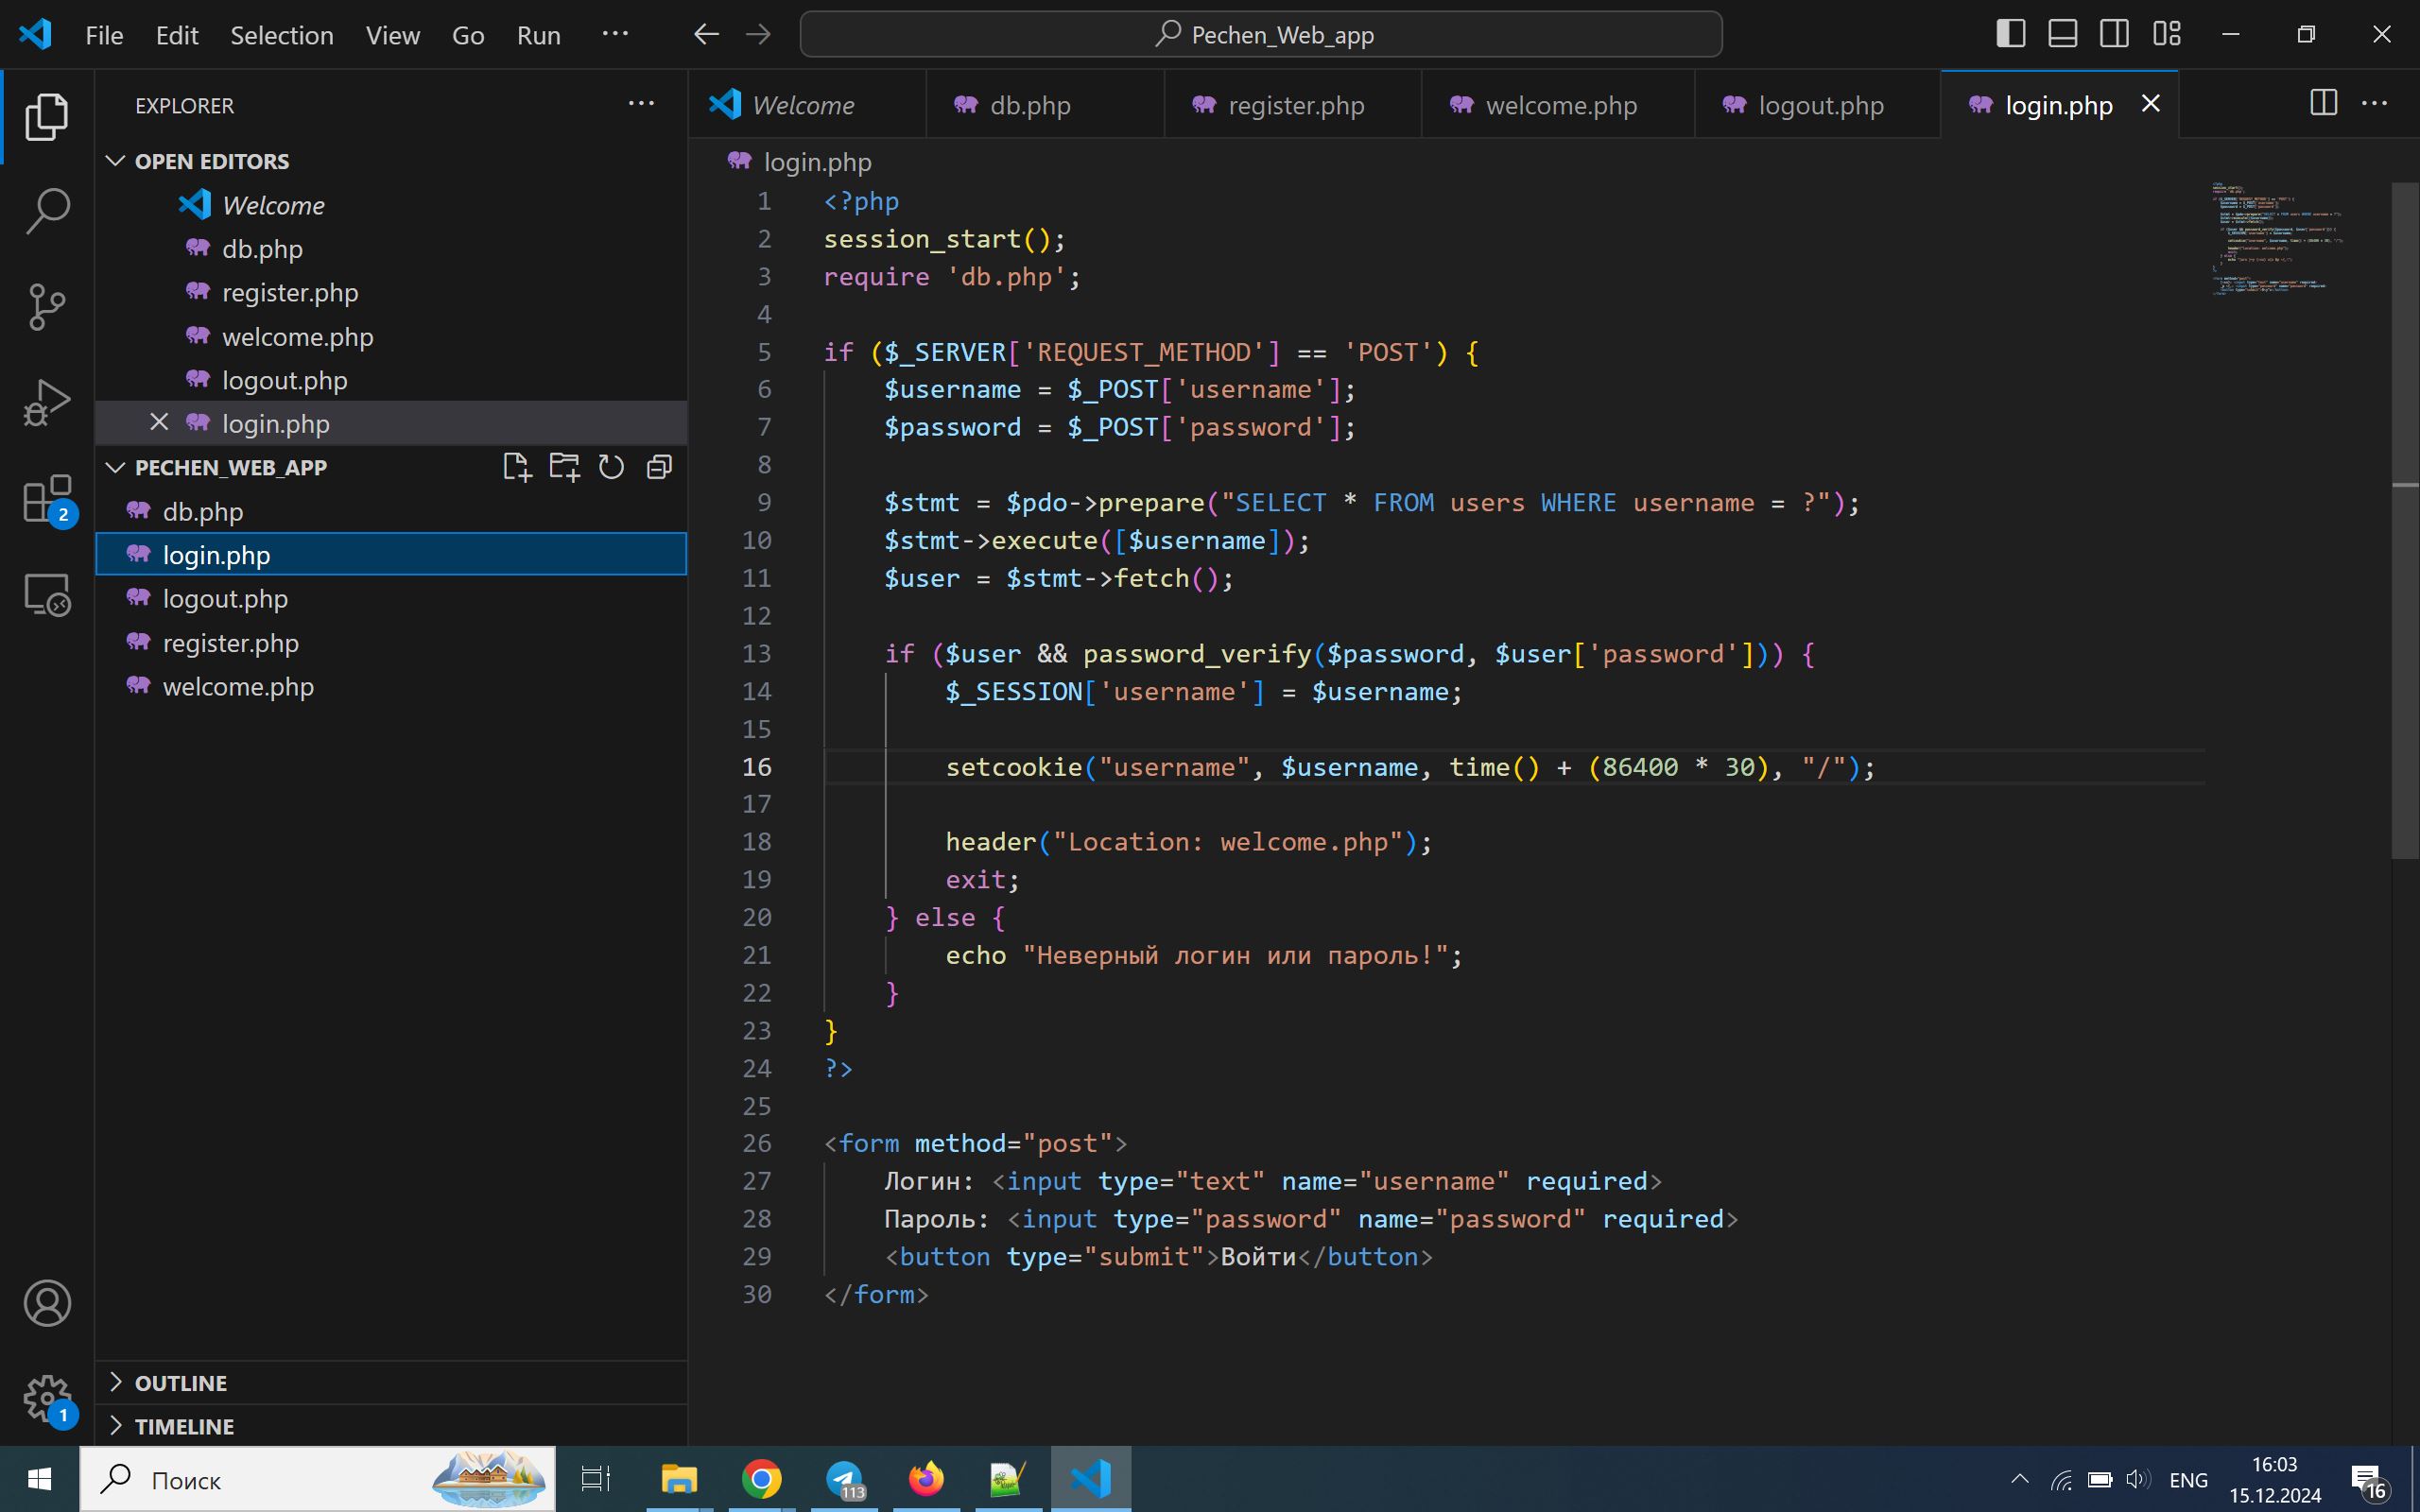 File Edit Selection View Go Run ··· Pechen_Web_app
EXPLORER ···
OPEN EDITORS
Welcome
db.php
register.php
welcome.php
logout.php
login.php
PECHEN_WEB_APP
db.php
login.php
logout.php
register.php
welcome.php
2
1
OUTLINE
TIMELINE
Welcome db.php register.php welcome.php logout.php login.php ···
login.php
1 <?php
2 session_start();
3 require 'db.php';
4
5 if ($_SERVER['REQUEST_METHOD'] == 'POST') {
6     $username = $_POST['username'];
7     $password = $_POST['password'];
8
9     $stmt = $pdo->prepare("SELECT * FROM users WHERE username = ?");
10     $stmt->execute([$username]);
11     $user = $stmt->fetch();
12
13     if ($user && password_verify($password, $user['password'])) {
14         $_SESSION['username'] = $username;
15
16         setcookie("username", $username, time() + (86400 * 30), "/");
17
18         header("Location: welcome.php");
19         exit;
20     } else {
21         echo "Неверный логин или пароль!";
22     }
23 }
24 ?>
25
26 <form method="post">
27     Логин: <input type="text" name="username" required>
28     Пароль: <input type="password" name="password" required>
29     <button type="submit">Войти</button>
30 </form>
Поиск
113
ENG
16:03
15.12.2024
16